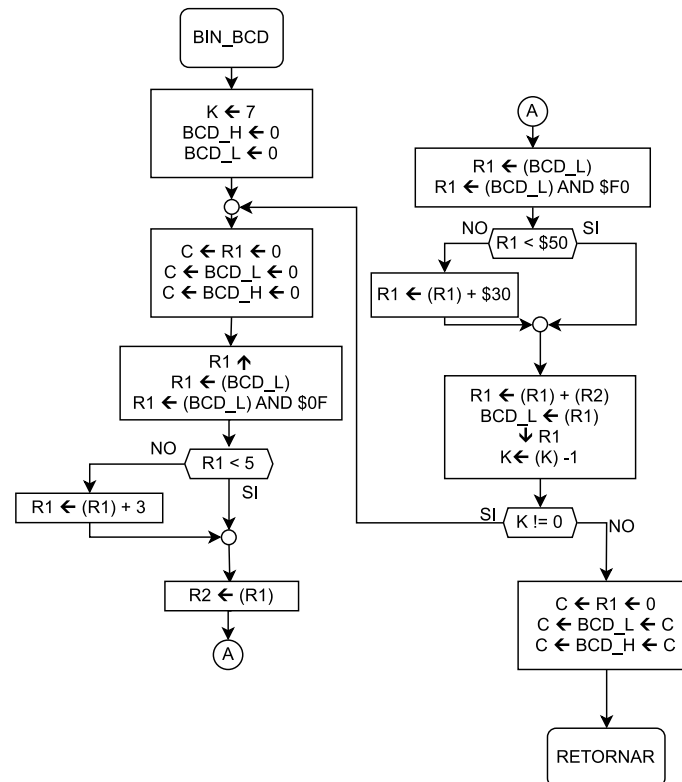 BIN_BCD
K ← 7
BCD_H ← 0
BCD_L ← 0
C ← R1 ← 0
C ← BCD_L ← 0
C ← BCD_H ← 0
R1 ↑
R1 ← (BCD_L)
R1 ← (BCD_L) AND $0F
NO
R1 < 5
SI
R1 ← (R1) + 3
R2 ← (R1)
A
A
R1 ← (BCD_L)
R1 ← (BCD_L) AND $F0
NO
R1 < $50
SI
R1 ← (R1) + $30
R1 ← (R1) + (R2)
BCD_L ← (R1)
↓ R1
K ← (K) -1
SI
K != 0
NO
C ← R1 ← 0
C ← BCD_L ← C
C ← BCD_H ← C
RETORNAR